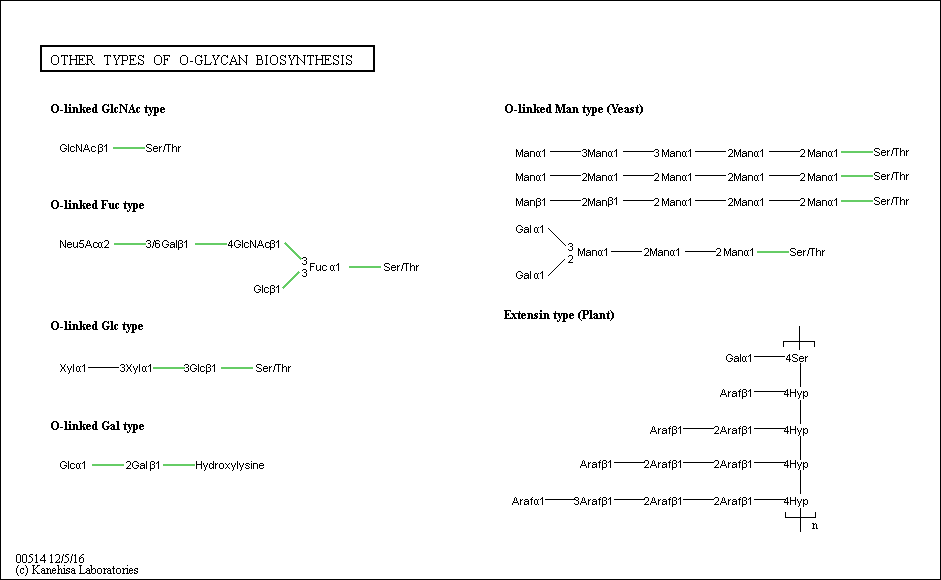 OTHER TYPES OF O-GLYCAN BIOSYNTHESIS
O-linked GlcNAc type
GlcNAcβ1 Ser/Thr
O-linked Fuc type
Neu5Acα2 3/6Galβ1 4GlcNAcβ1
3
3 Fuc α1 Ser/Thr
Glcβ1
O-linked Glc type
Xylα1 3Xylα1 3Glcβ1 Ser/Thr
O-linked Gal type
Glcα1 2Galβ1 Hydroxylysine
O-linked Man type (Yeast)
Manα1 3Manα1 3Manα1 2Manα1 2Manα1 Ser/Thr
Manα1 2Manα1 2Manα1 2Manα1 2Manα1 Ser/Thr
Manβ1 2Manβ1 2Manα1 2Manα1 2Manα1 Ser/Thr
Galα1
3
2 Manα1 2Manα1 2Manα1 Ser/Thr
Galα1
Extensin type (Plant)
Galα1 4Ser
Arafβ1 4Hyp
Arafβ1 2Arafβ1 4Hyp
Arafβ1 2Arafβ1 2Arafβ1 4Hyp
Arafα1 3Arafβ1 2Arafβ1 2Arafβ1 4Hyp
n
00514 12/5/16
(c) Kanehisa Laboratories